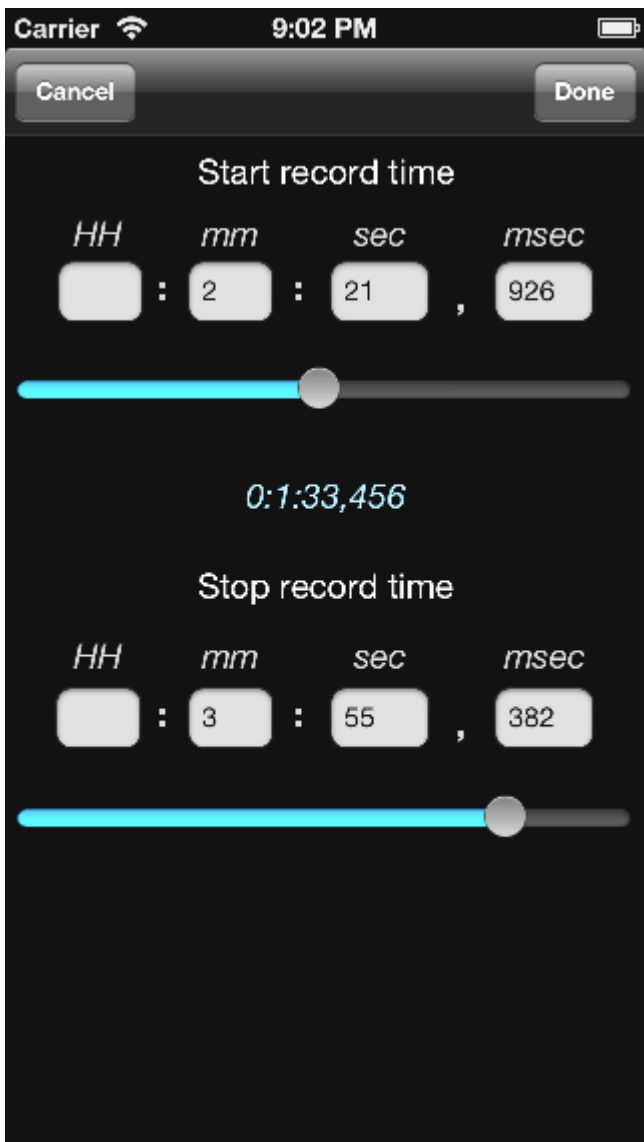 Carrier 9:02 PM
Cancel Done
Start record time
HH mm sec msec
: 2 : 21 , 926
0:1:33,456
Stop record time
HH mm sec msec
: 3 : 55 , 382